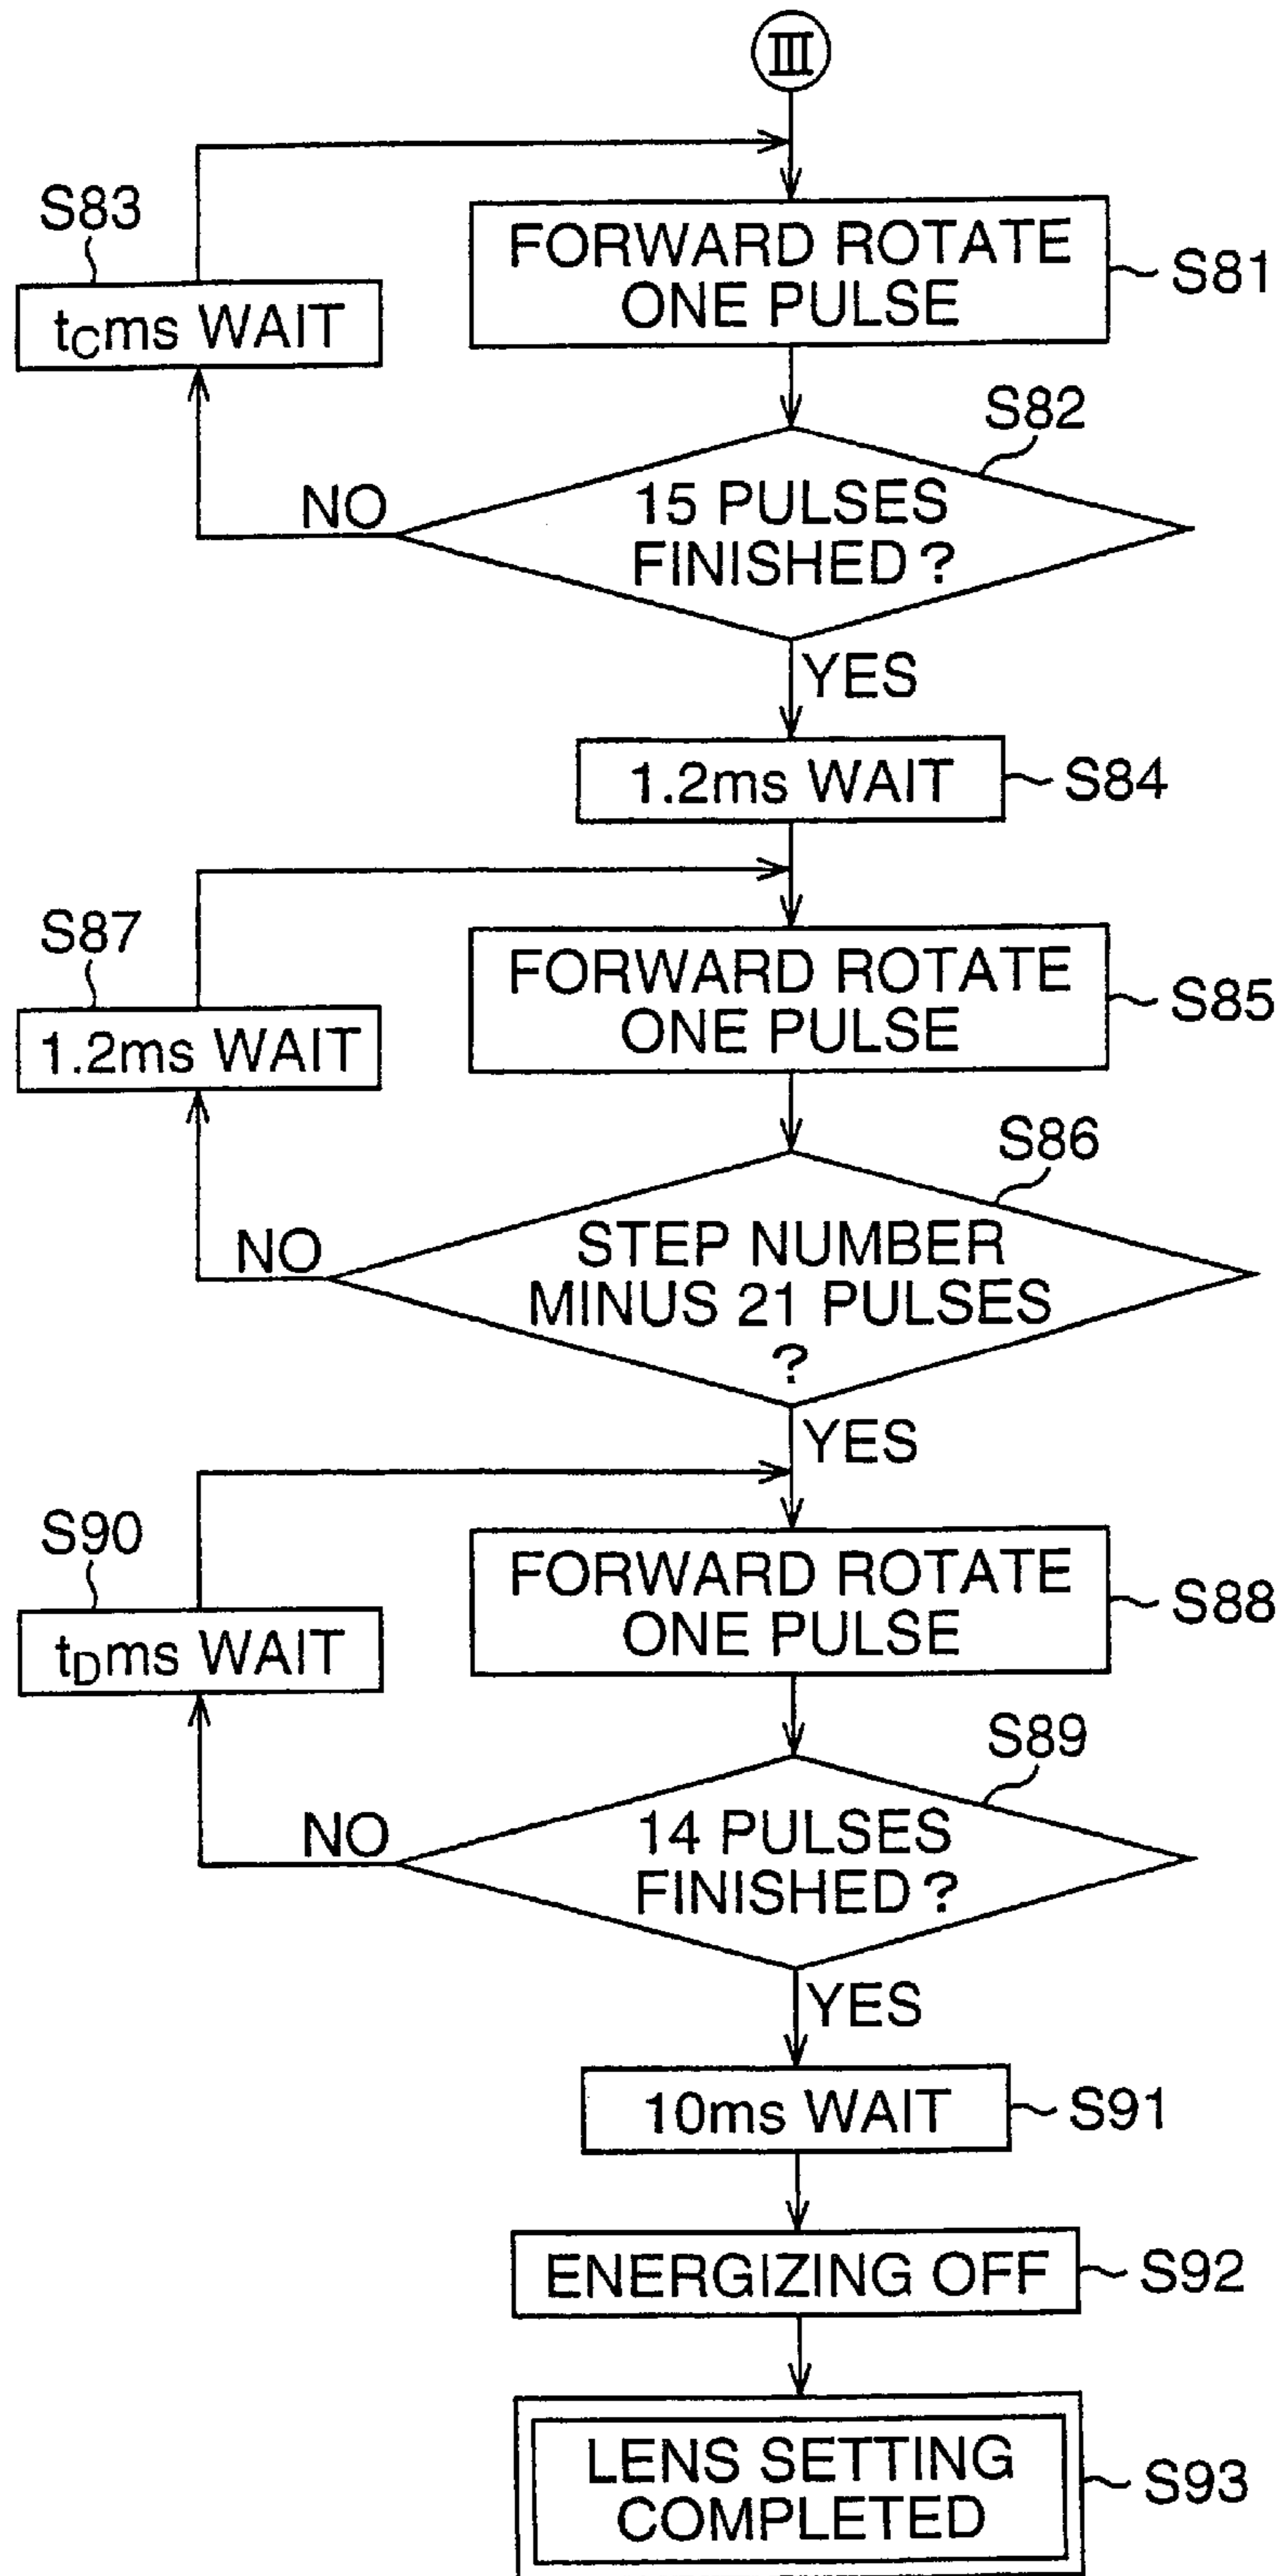 III
S83
FORWARD ROTATE
ONE PULSE
S81
tCms WAIT
S82
NO
15 PULSES
FINISHED?
YES
1.2ms WAIT
S84
S87
FORWARD ROTATE
ONE PULSE
S85
1.2ms WAIT
S86
NO
STEP NUMBER
MINUS 21 PULSES
?
YES
S90
FORWARD ROTATE
ONE PULSE
S88
tDms WAIT
S89
NO
14 PULSES
FINISHED?
YES
10ms WAIT
S91
ENERGIZING OFF
S92
LENS SETTING
COMPLETED
S93